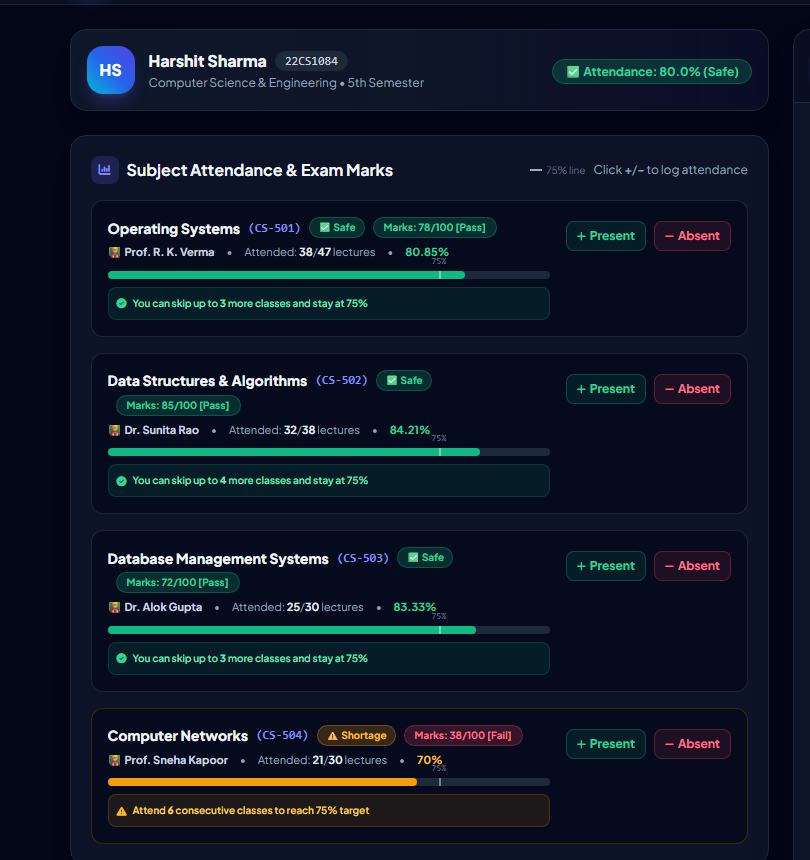 HS
Harshit Sharma 22CS1084
Computer Science & Engineering • 5th Semester
✅ Attendance: 80.0% (Safe)
Subject Attendance & Exam Marks
75% line Click +/− to log attendance
Operating Systems (CS-501) ✅ Safe Marks: 78/100 [Pass]
+ Present − Absent
Prof. R. K. Verma • Attended: 38/47 lectures • 80.85%
75%
You can skip up to 3 more classes and stay at 75%
Data Structures & Algorithms (CS-502) ✅ Safe
+ Present − Absent
Marks: 85/100 [Pass]
Dr. Sunita Rao • Attended: 32/38 lectures • 84.21%
75%
You can skip up to 4 more classes and stay at 75%
Database Management Systems (CS-503) ✅ Safe
+ Present − Absent
Marks: 72/100 [Pass]
Dr. Alok Gupta • Attended: 25/30 lectures • 83.33%
75%
You can skip up to 3 more classes and stay at 75%
Computer Networks (CS-504) ⚠ Shortage Marks: 38/100 [Fail]
+ Present − Absent
Prof. Sneha Kapoor • Attended: 21/30 lectures • 70%
75%
Attend 6 consecutive classes to reach 75% target